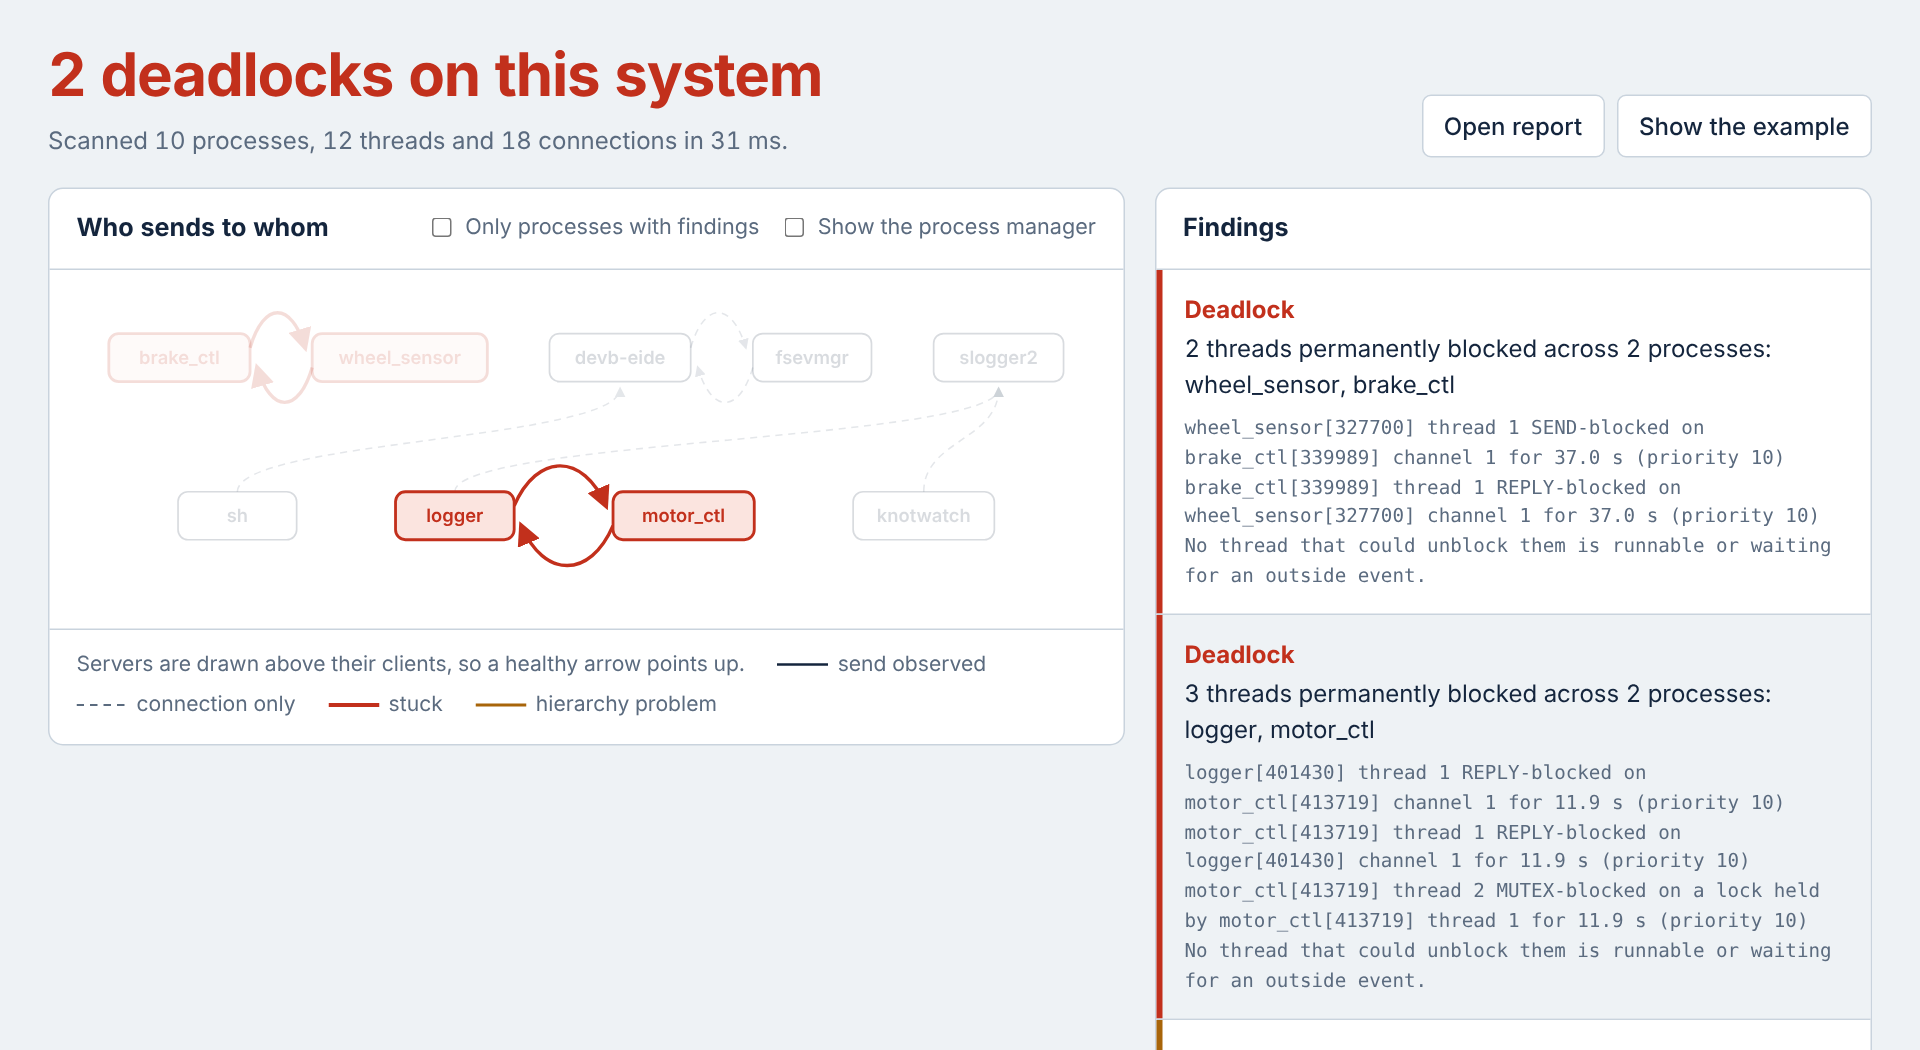 2 deadlocks on this system
Scanned 10 processes, 12 threads and 18 connections in 31 ms.
Open report
Show the example
Who sends to whom
Only processes with findings
Show the process manager
brake_ctl
wheel_sensor
devb-eide
fsevmgr
slogger2
sh
logger
motor_ctl
knotwatch
Servers are drawn above their clients, so a healthy arrow points up.
send observed
connection only
stuck
hierarchy problem
Findings
Deadlock
2 threads permanently blocked across 2 processes:
wheel_sensor, brake_ctl
wheel_sensor[327700] thread 1 SEND-blocked on
brake_ctl[339989] channel 1 for 37.0 s (priority 10)
brake_ctl[339989] thread 1 REPLY-blocked on
wheel_sensor[327700] channel 1 for 37.0 s (priority 10)
No thread that could unblock them is runnable or waiting
for an outside event.
Deadlock
3 threads permanently blocked across 2 processes:
logger, motor_ctl
logger[401430] thread 1 REPLY-blocked on
motor_ctl[413719] channel 1 for 11.9 s (priority 10)
motor_ctl[413719] thread 1 REPLY-blocked on
logger[401430] channel 1 for 11.9 s (priority 10)
motor_ctl[413719] thread 2 MUTEX-blocked on a lock held
by motor_ctl[413719] thread 1 for 11.9 s (priority 10)
No thread that could unblock them is runnable or waiting
for an outside event.